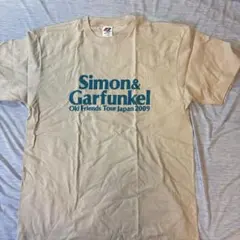 Simon&
Garfunkel
Old Friends Tour Japan 2009